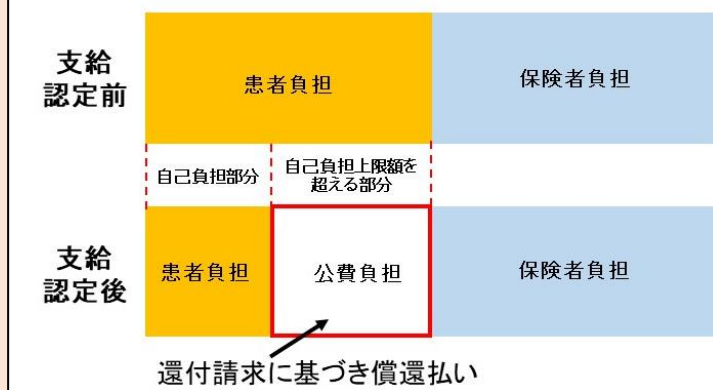 支給
認定前
患者負担
保険者負担
自己負担部分
自己負担上限額を
超える部分
支給
認定後
患者負担
公費負担
保険者負担
還付請求に基づき償還払い